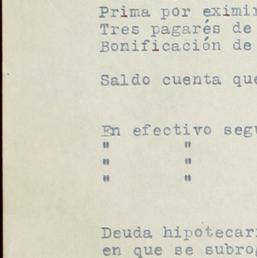 Prima por eximi
Tres pagarés de
Bonificación de
Saldo cuenta que
En efectivo segu
" "
" "
" "
Deuda hipotecari
en que se subrog